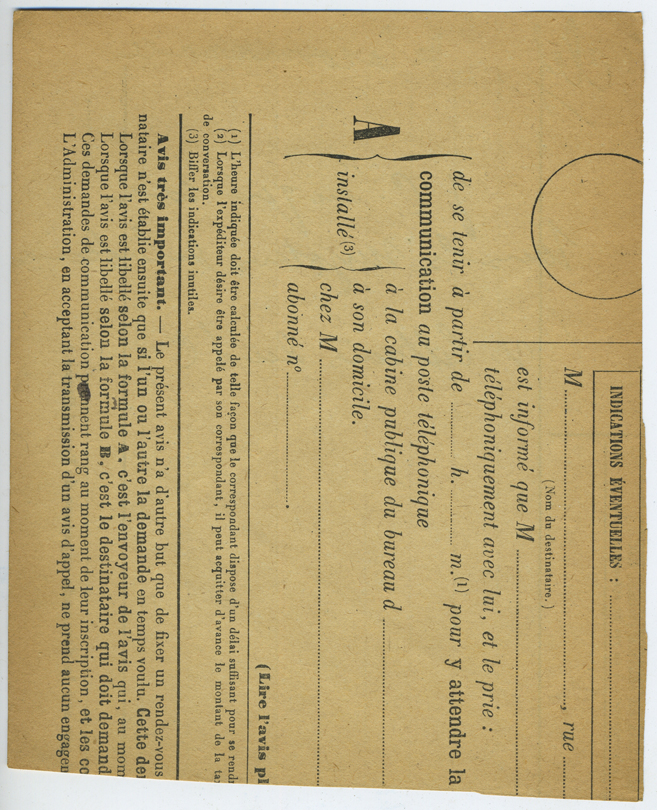 INDICATIONS ÉVENTUELLES :
M , rue
(Nom du destinataire.)
est informé que M
téléphoniquement avec lui, et le prie :
de se tenir à partir de h. m.(1) pour y attendre la
communication au poste téléphonique
A
installé(3)
à la cabine publique du bureau d
à son domicile.
chez M
abonné n° .
(Lire l'avis
(1) L'heure indiquée doit être calculée de telle façon que le correspondant dispose d'un délai suffisant pour se
(2) Lorsque l'expéditeur désire être appelé par son correspondant, il peut acquitter d'avance le montant de la
de conversation.
(3) Biffer les indications inutiles.
Avis très important. — Le présent avis n'a d'autre but que de fixer un rendez-vous
nataire n'est établie ensuite que si l'un ou l'autre la demande en temps voulu. Cette
Lorsque l'avis est libellé selon la formule A, c'est l'envoyeur de l'avis qui, au
Lorsque l'avis est libellé selon la formule B, c'est le destinataire qui doit
Ces demandes de communication prennent rang au moment de leur inscription, et les
L'Administration, en acceptant la transmission d'un avis d'appel, ne prend aucun